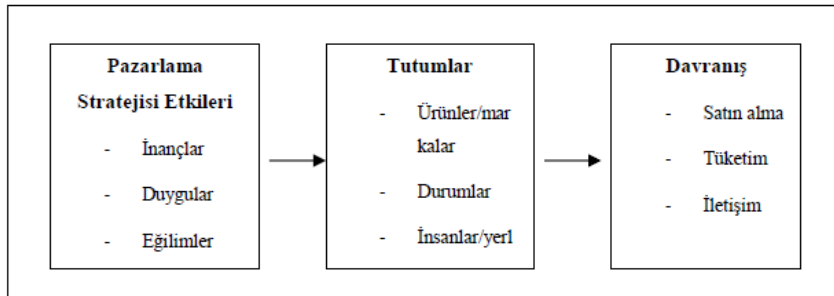 Pazarlama
Stratejisi Etkileri
- İnançlar
- Duygular
- Eğilimler
Tutumlar
- Ürünler/mar
kalar
- Durumlar
- İnsanlar/yerl
Davranış
- Satın alma
- Tüketim
- İletişim